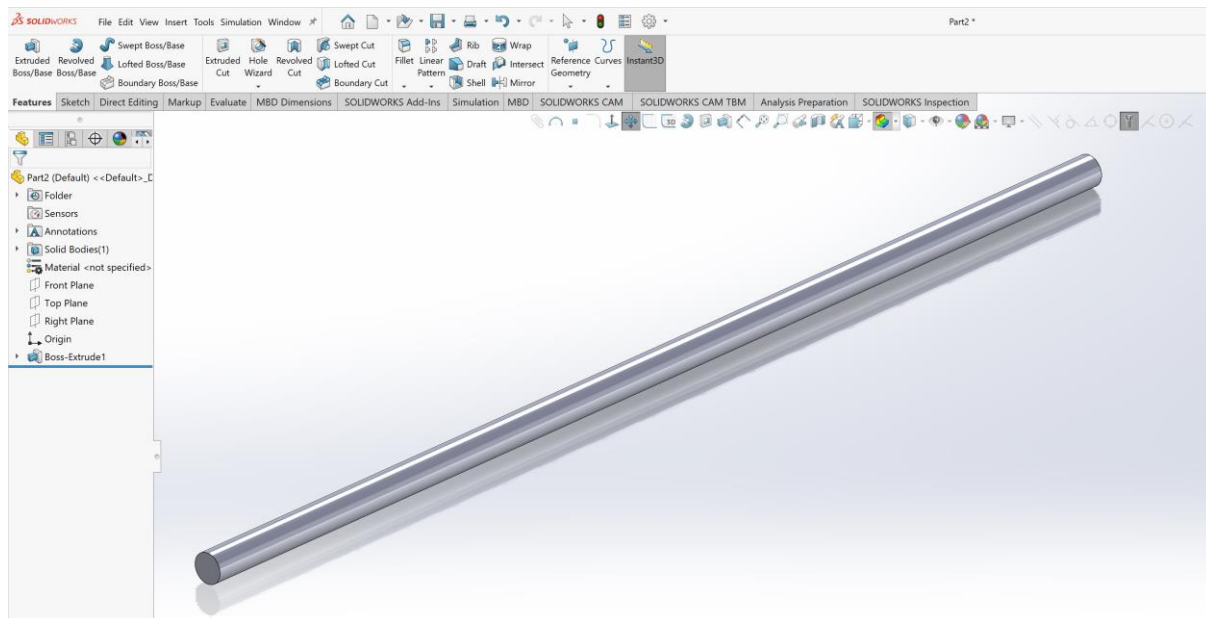 SOLIDWORKS File Edit View Insert Tools Simulation Window Part2 *
Extruded Boss/Base
Revolved Boss/Base
Swept Boss/Base
Lofted Boss/Base
Boundary Boss/Base
Extruded Cut
Hole Wizard
Revolved Cut
Swept Cut
Lofted Cut
Boundary Cut
Fillet
Linear Pattern
Rib
Draft
Shell
Wrap
Intersect
Mirror
Reference Geometry
Curves
Instant3D
Features Sketch Direct Editing Markup Evaluate MBD Dimensions SOLIDWORKS Add-Ins Simulation MBD SOLIDWORKS CAM SOLIDWORKS CAM TBM Analysis Preparation SOLIDWORKS Inspection
Part2 (Default) <<Default>_D
Folder
Sensors
Annotations
Solid Bodies(1)
Material <not specified>
Front Plane
Top Plane
Right Plane
Origin
Boss-Extrude1